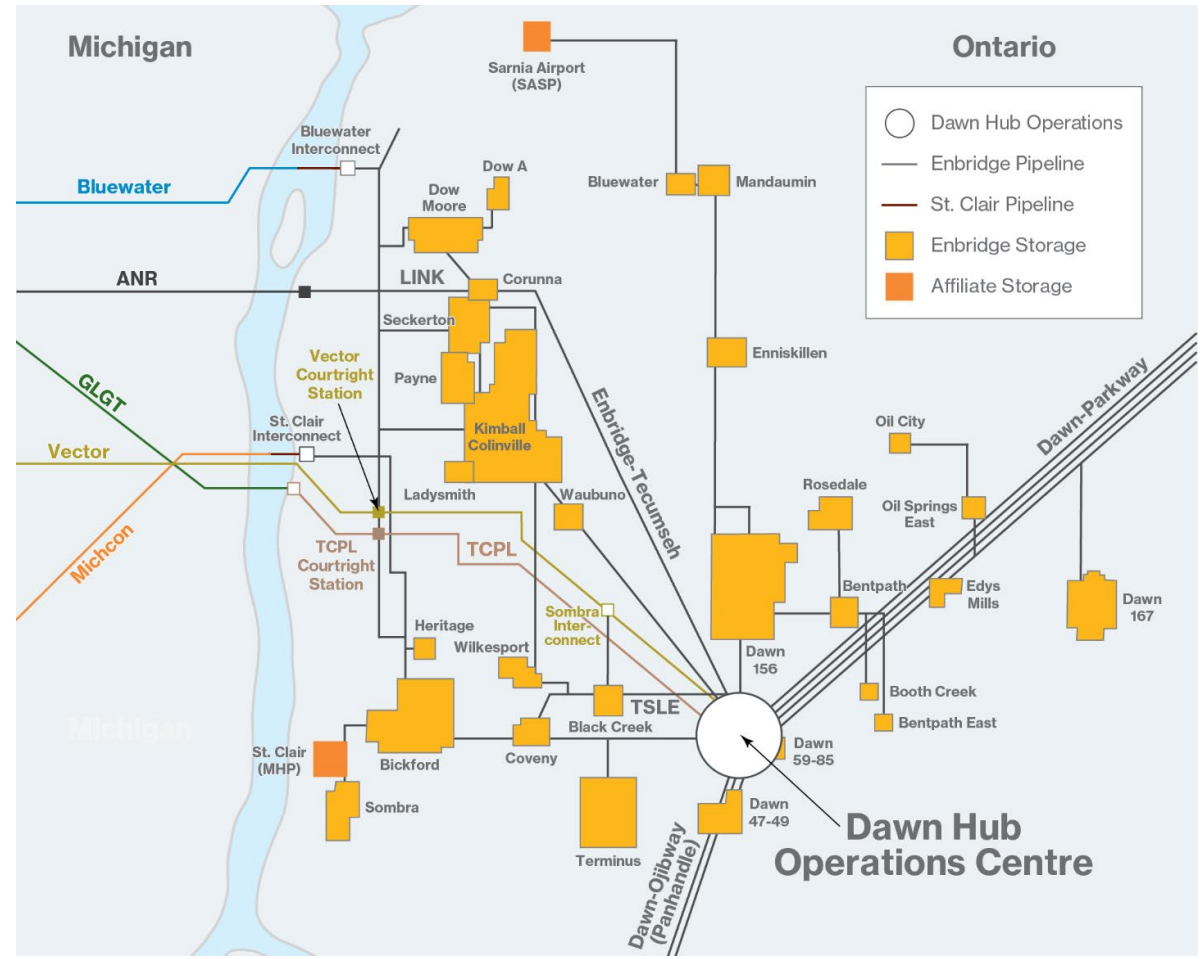 Michigan
Ontario
Sarnia Airport
(SASP)
Dawn Hub Operations
Enbridge Pipeline
St. Clair Pipeline
Enbridge Storage
Affiliate Storage
Bluewater
Interconnect
Bluewater
Dow A
Dow
Moore
Bluewater
Mandaumin
ANR
LINK
Corunna
Seckerton
Vector
Courtright
Station
Payne
Enniskillen
GLGT
St. Clair
Interconnect
Kimball
Colinville
Enbridge-Tecumseh
Dawn-Parkway
Oil City
Vector
Ladysmith
Waubuno
Rosedale
Oil Springs
East
Michcon
TCPL
Courtright
Station
TCPL
Bentpath
Edys
Mills
Dawn
167
Sombra
Inter-
connect
Heritage
Wilkesport
Dawn
156
Booth Creek
Bentpath East
TSLE
Black Creek
Michigan
St. Clair
(MHP)
Bickford
Coveny
Dawn
59-85
Sombra
Dawn
47-49
Terminus
Dawn Hub
Operations Centre
Dawn-Ojibway
(Panhandle)